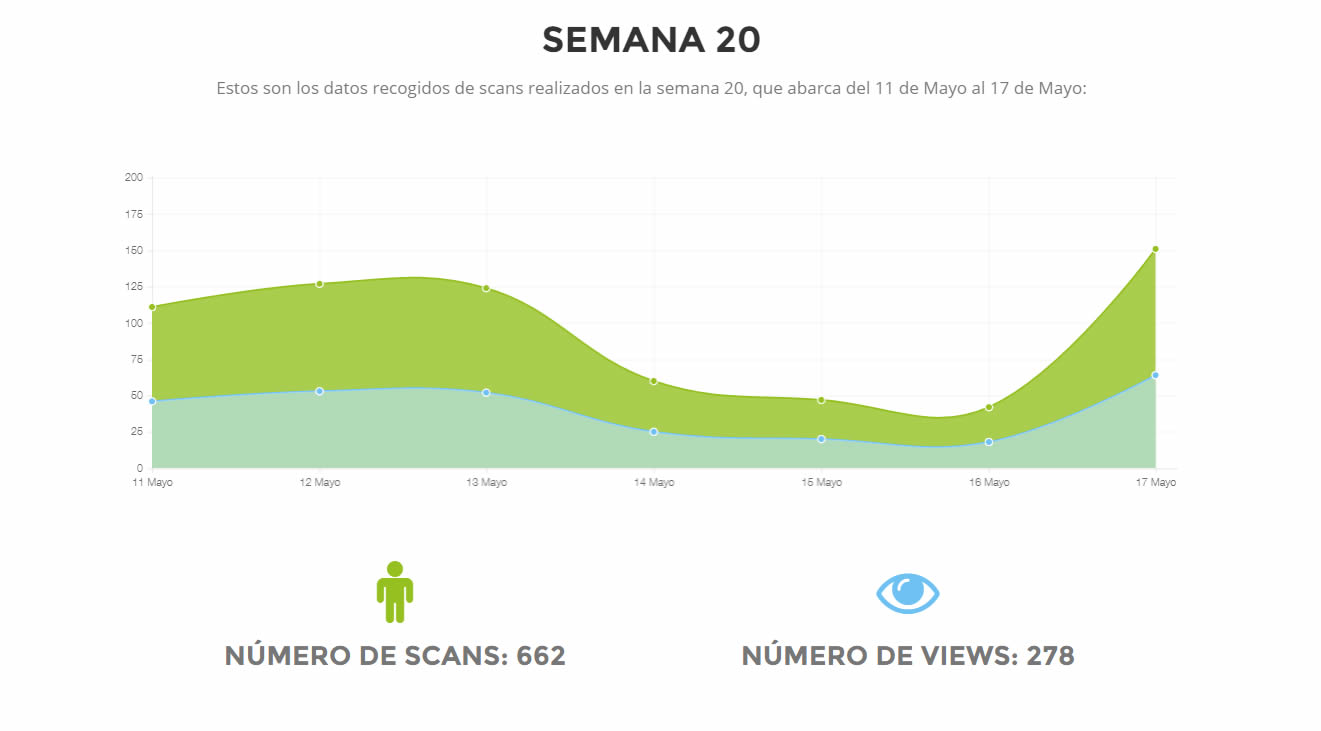 SEMANA 20
Estos son los datos recogidos de scans realizados en la semana 20, que abarca del 11 de Mayo al 17 de Mayo:
200
175
150
125
100
75
50
25
0
11 Mayo 12 Mayo 13 Mayo 14 Mayo 15 Mayo 16 Mayo 17 Mayo
NÚMERO DE SCANS: 662 NÚMERO DE VIEWS: 278